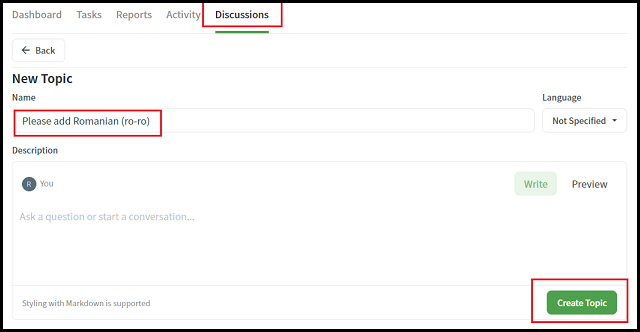 Dashboard Tasks Reports Activity Discussions
← Back
New Topic
Name Language
Please add Romanian (ro-ro) Not Specified
Description
R You Write Preview
Ask a question or start a conversation...
Styling with Markdown is supported Create Topic